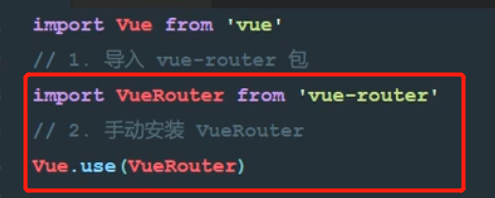 import Vue from 'vue'
// 1. 导入 vue-router 包
import VueRouter from 'vue-router'
// 2. 手动安装 VueRouter
Vue.use(VueRouter)